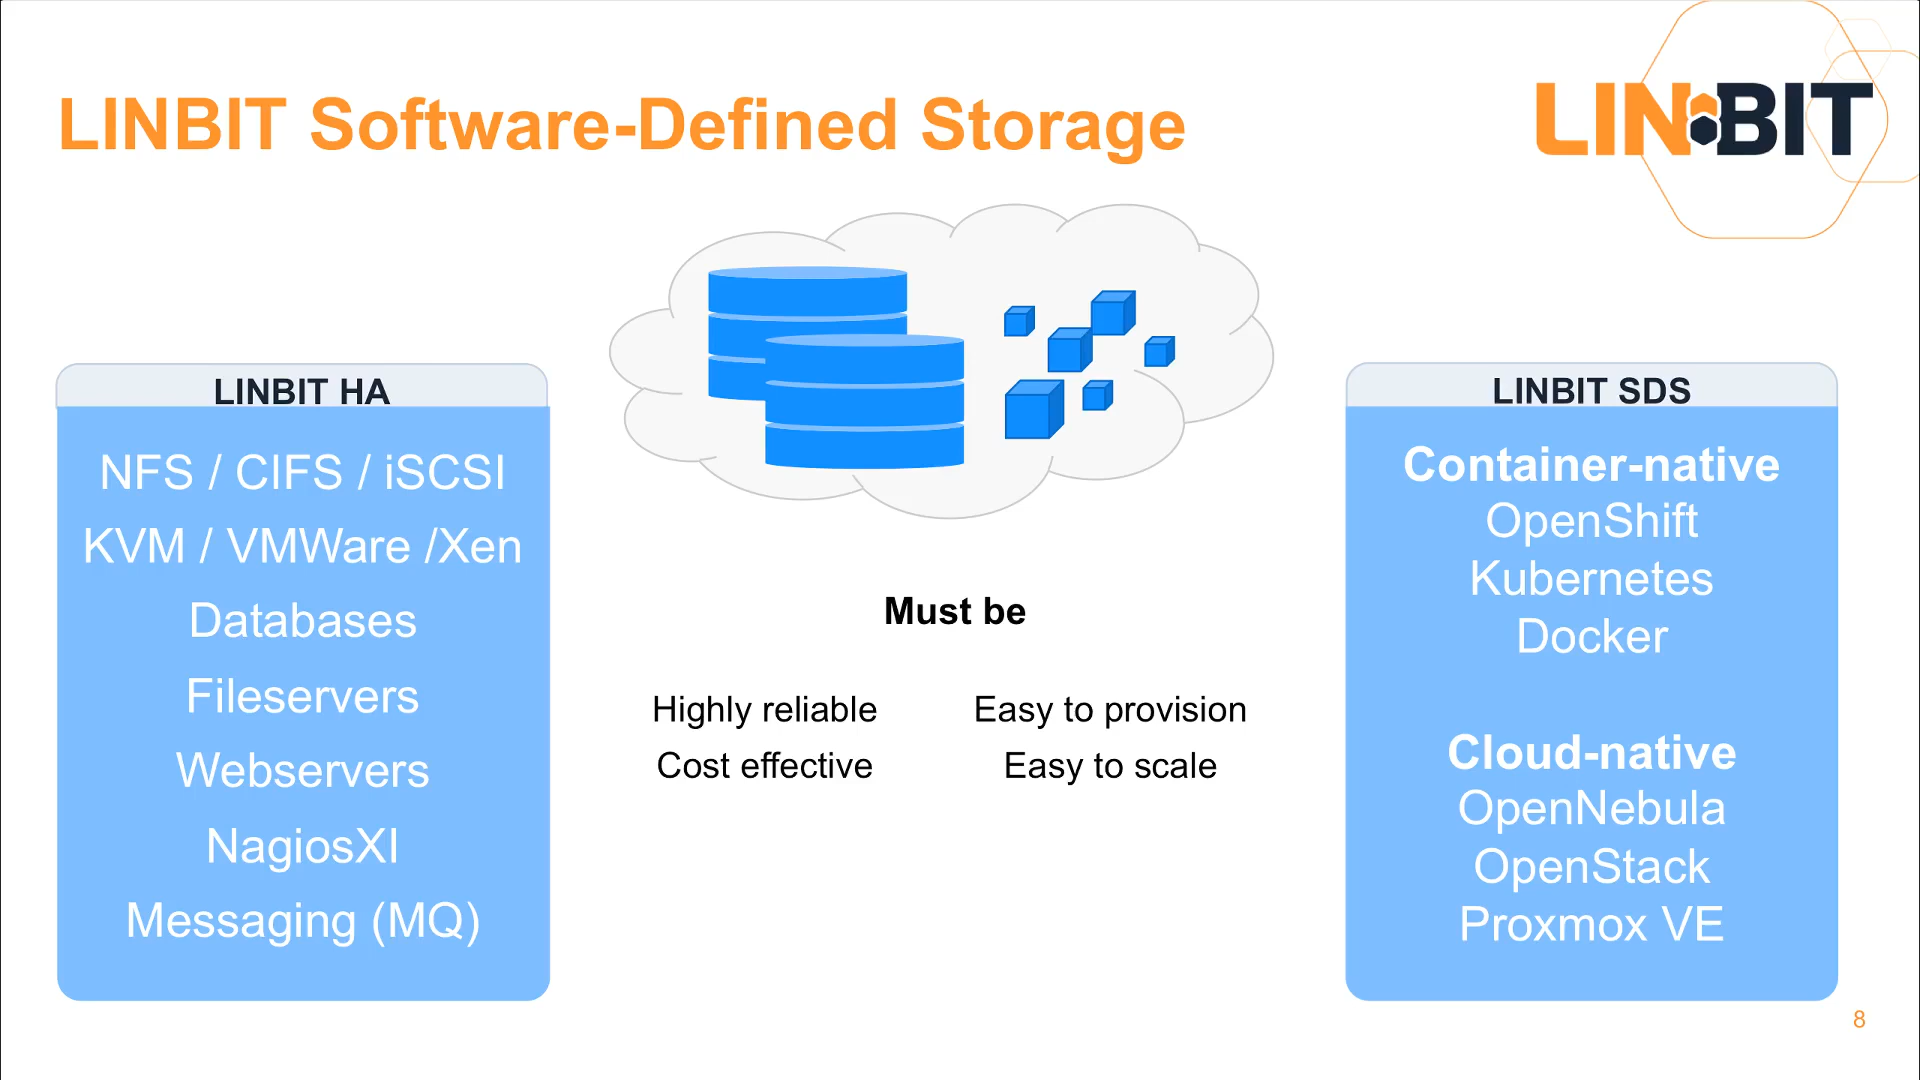 LINBIT Software-Defined Storage
LINBIT
LINBIT HA
NFS / CIFS / iSCSI
KVM / VMWare /Xen
Databases
Fileservers
Webservers
NagiosXI
Messaging (MQ)
Must be
Highly reliable
Easy to provision
Cost effective
Easy to scale
LINBIT SDS
Container-native
OpenShift
Kubernetes
Docker
Cloud-native
OpenNebula
OpenStack
Proxmox VE
8